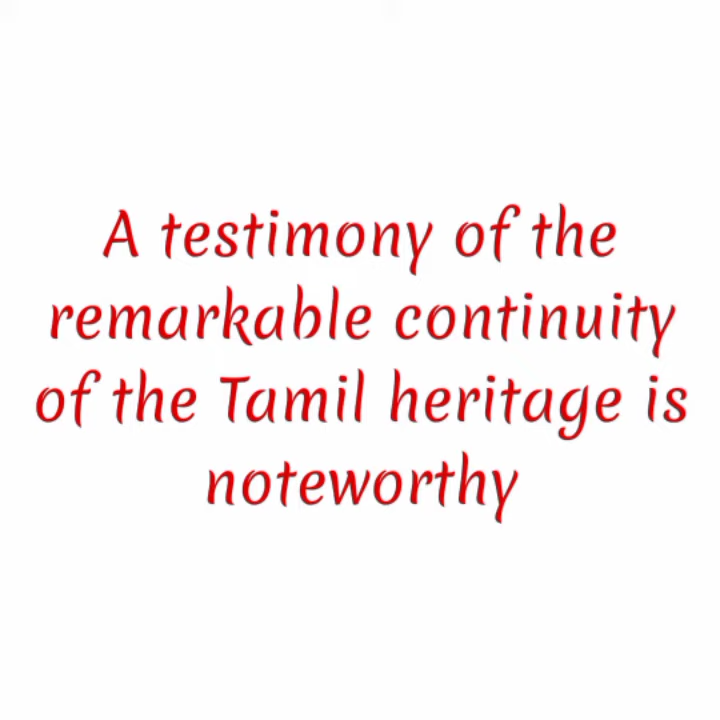 A testimony of the
remarkable continuity
of the Tamil heritage is
noteworthy